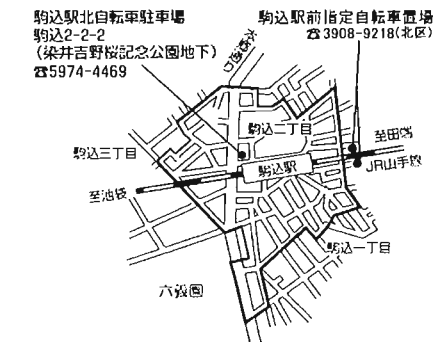 駒込駅北自転車駐車場
駒込2-2-2
(染井吉野桜記念公園地下)
☎5974-4469
駒込駅前指定自転車置場
☎3908-9218(北区)
駒込二丁目
至田端
駒込三丁目
駒込駅
JR山手線
至池袋
駒込一丁目
六義園